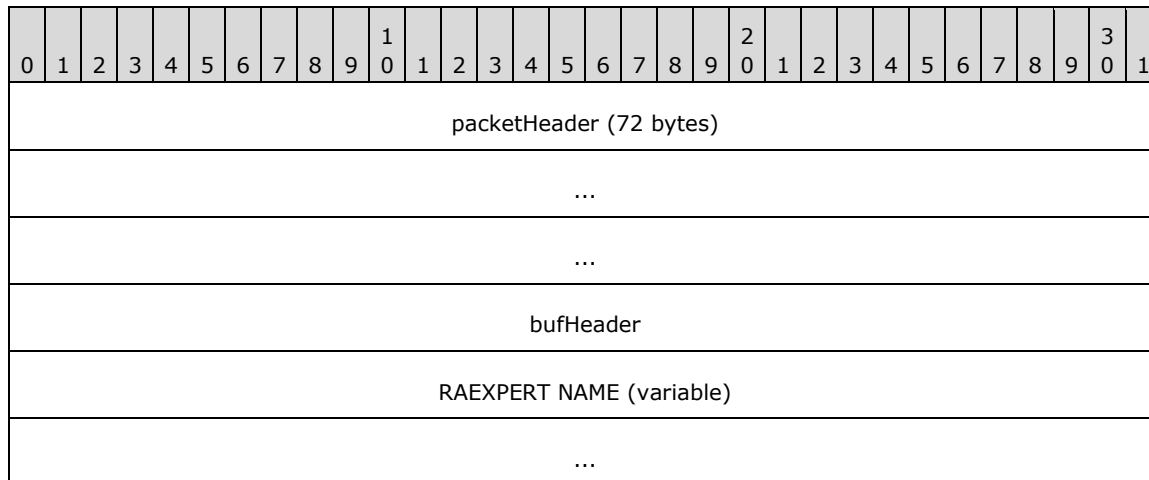 1 2 3
0 1 2 3 4 5 6 7 8 9 0 1 2 3 4 5 6 7 8 9 0 1 2 3 4 5 6 7 8 9 0 1
packetHeader (72 bytes)
...
...
bufHeader
RAEXPERT NAME (variable)
...